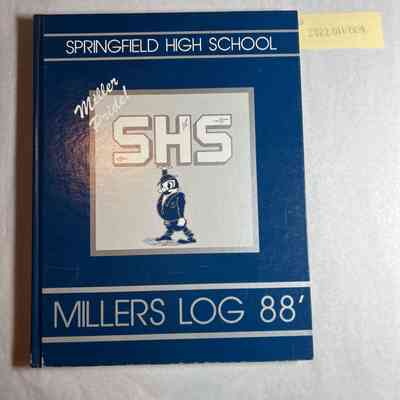 SPRINGFIELD HIGH SCHOOL
Miller
Pride!
SHS
MILLERS LOG 88'